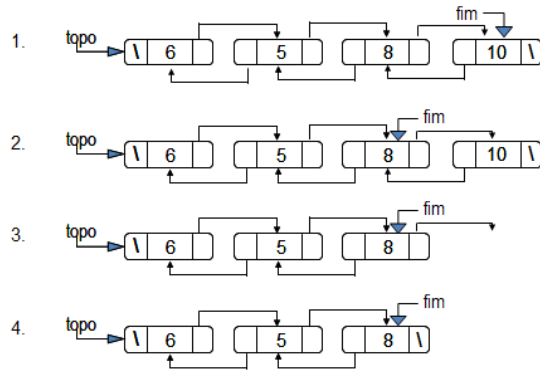 fim
1. topo \ 6 5 8 10 \
fim
2. topo \ 6 5 8 10 \
fim
3. topo \ 6 5 8
fim
4. topo \ 6 5 8 \